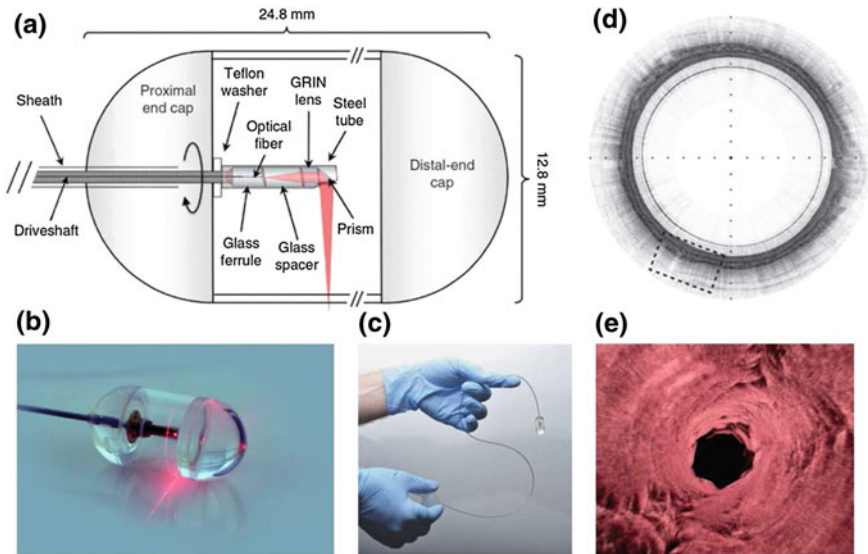 (a)
24.8 mm
Teflon
washer
GRIN
lens
Steel
tube
Sheath
Proximal
end cap
Optical
fiber
Distal-end
cap
12.8 mm
Driveshaft
Glass
ferrule
Glass
spacer
Prism
(d)
(b)
(c)
(e)